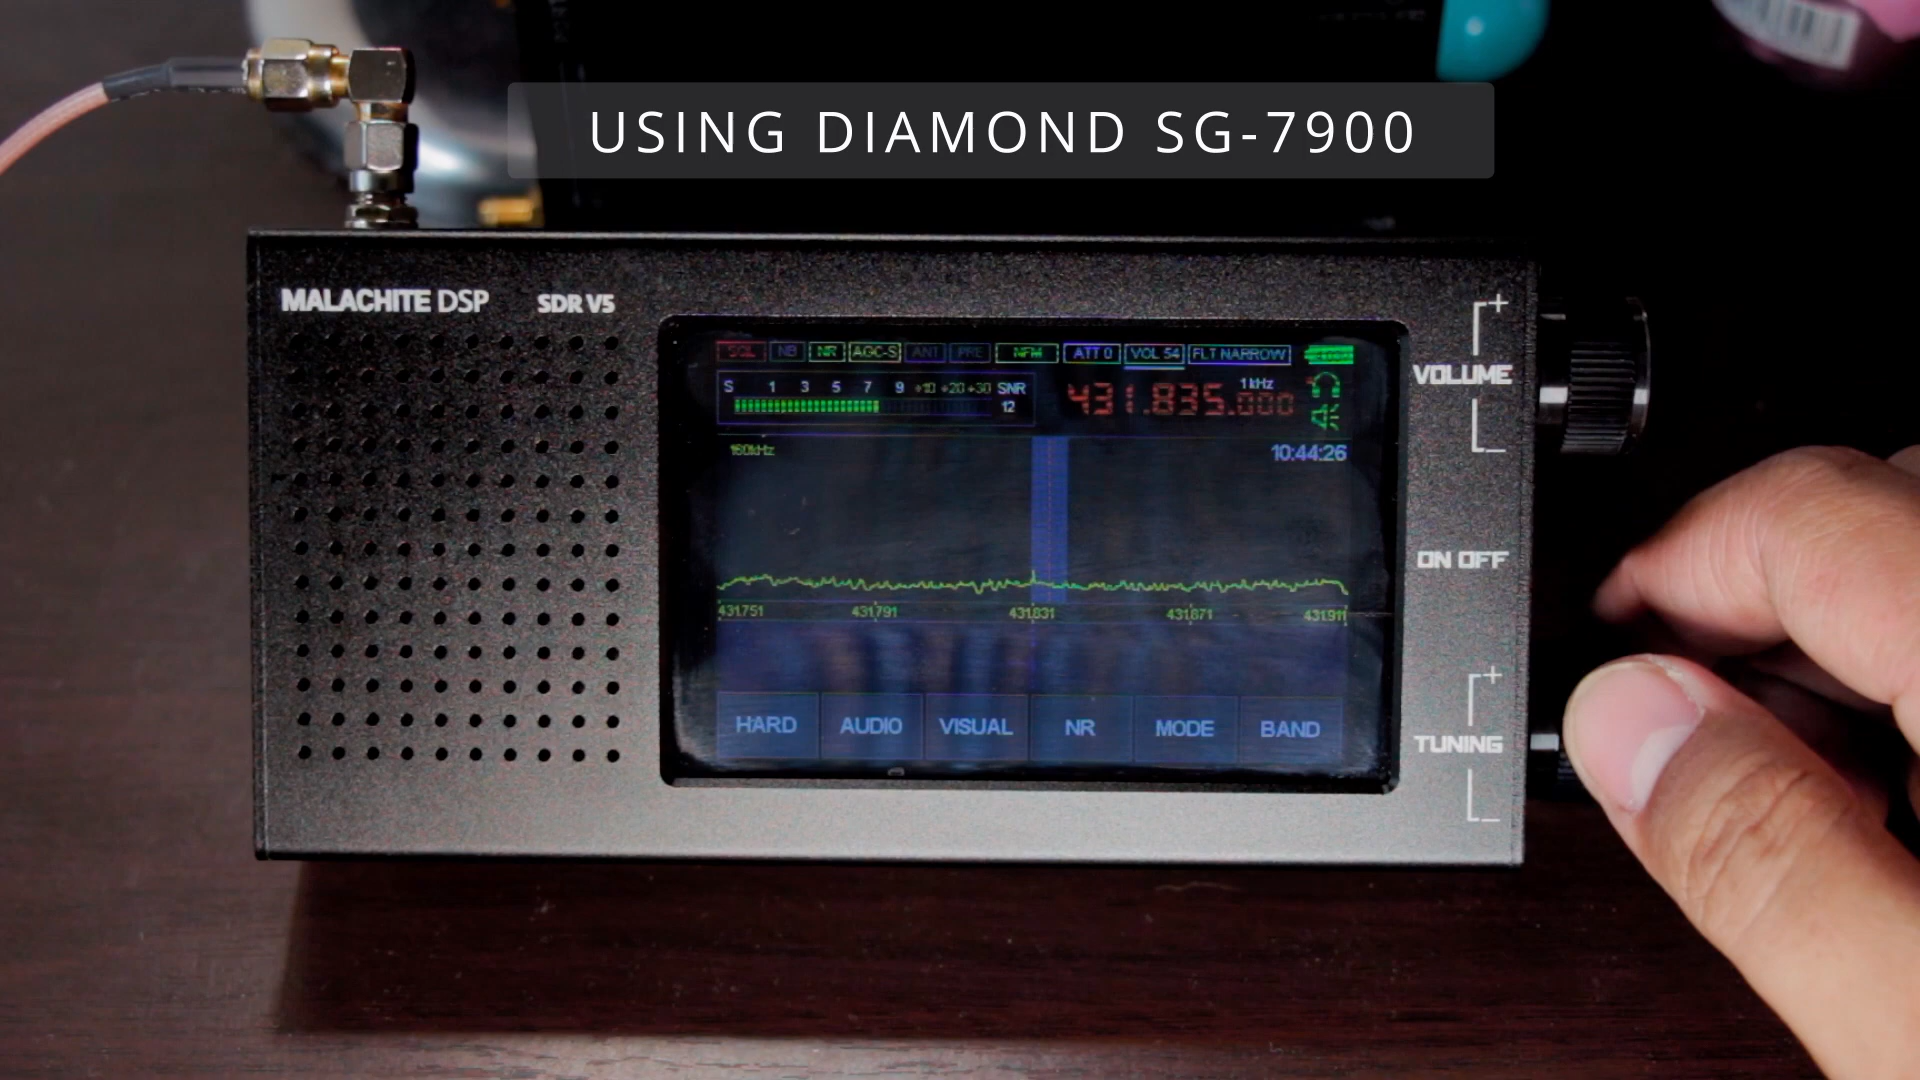 USING DIAMOND SG-7900
MALACHITE DSP SDR V5
SQL NB NR AGC-S ANT PRE NFM ATT 0 VOL 54 FLT NARROW
S 1 3 5 7 9 +10 +20 +30 SNR
12
1kHz
431.835.000
160kHz
10:44:26
431.751 431.791 431.831 431.871 431.911
HARD AUDIO VISUAL NR MODE BAND
+
VOLUME
-
ON OFF
+
TUNING
-